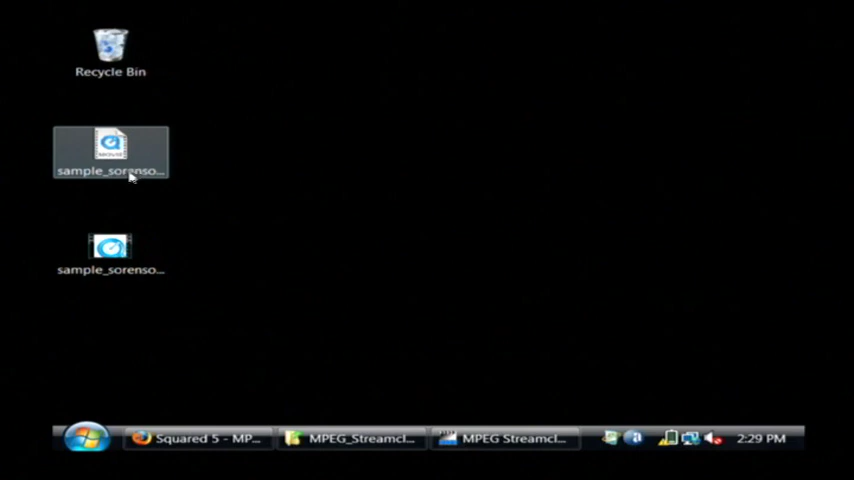 Recycle Bin
sample_sorenso...
sample_sorenso...
Squared 5 - MP...
MPEG_Streamcl...
MPEG Streamcl...
2:29 PM